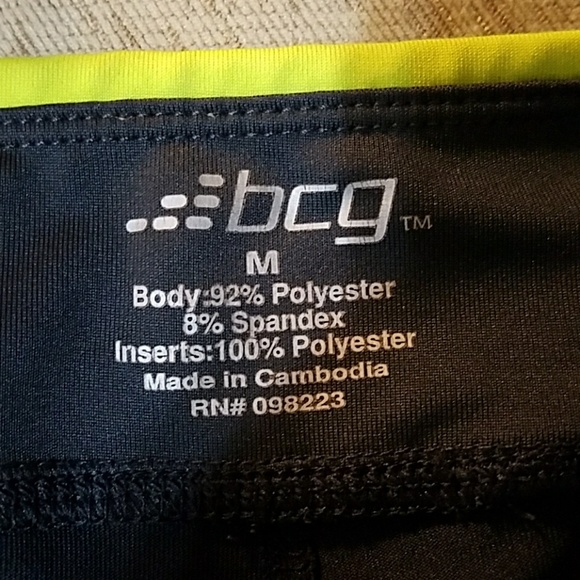 bcg™
M
Body:92% Polyester
8% Spandex
Inserts:100% Polyester
Made in Cambodia
RN# 098223